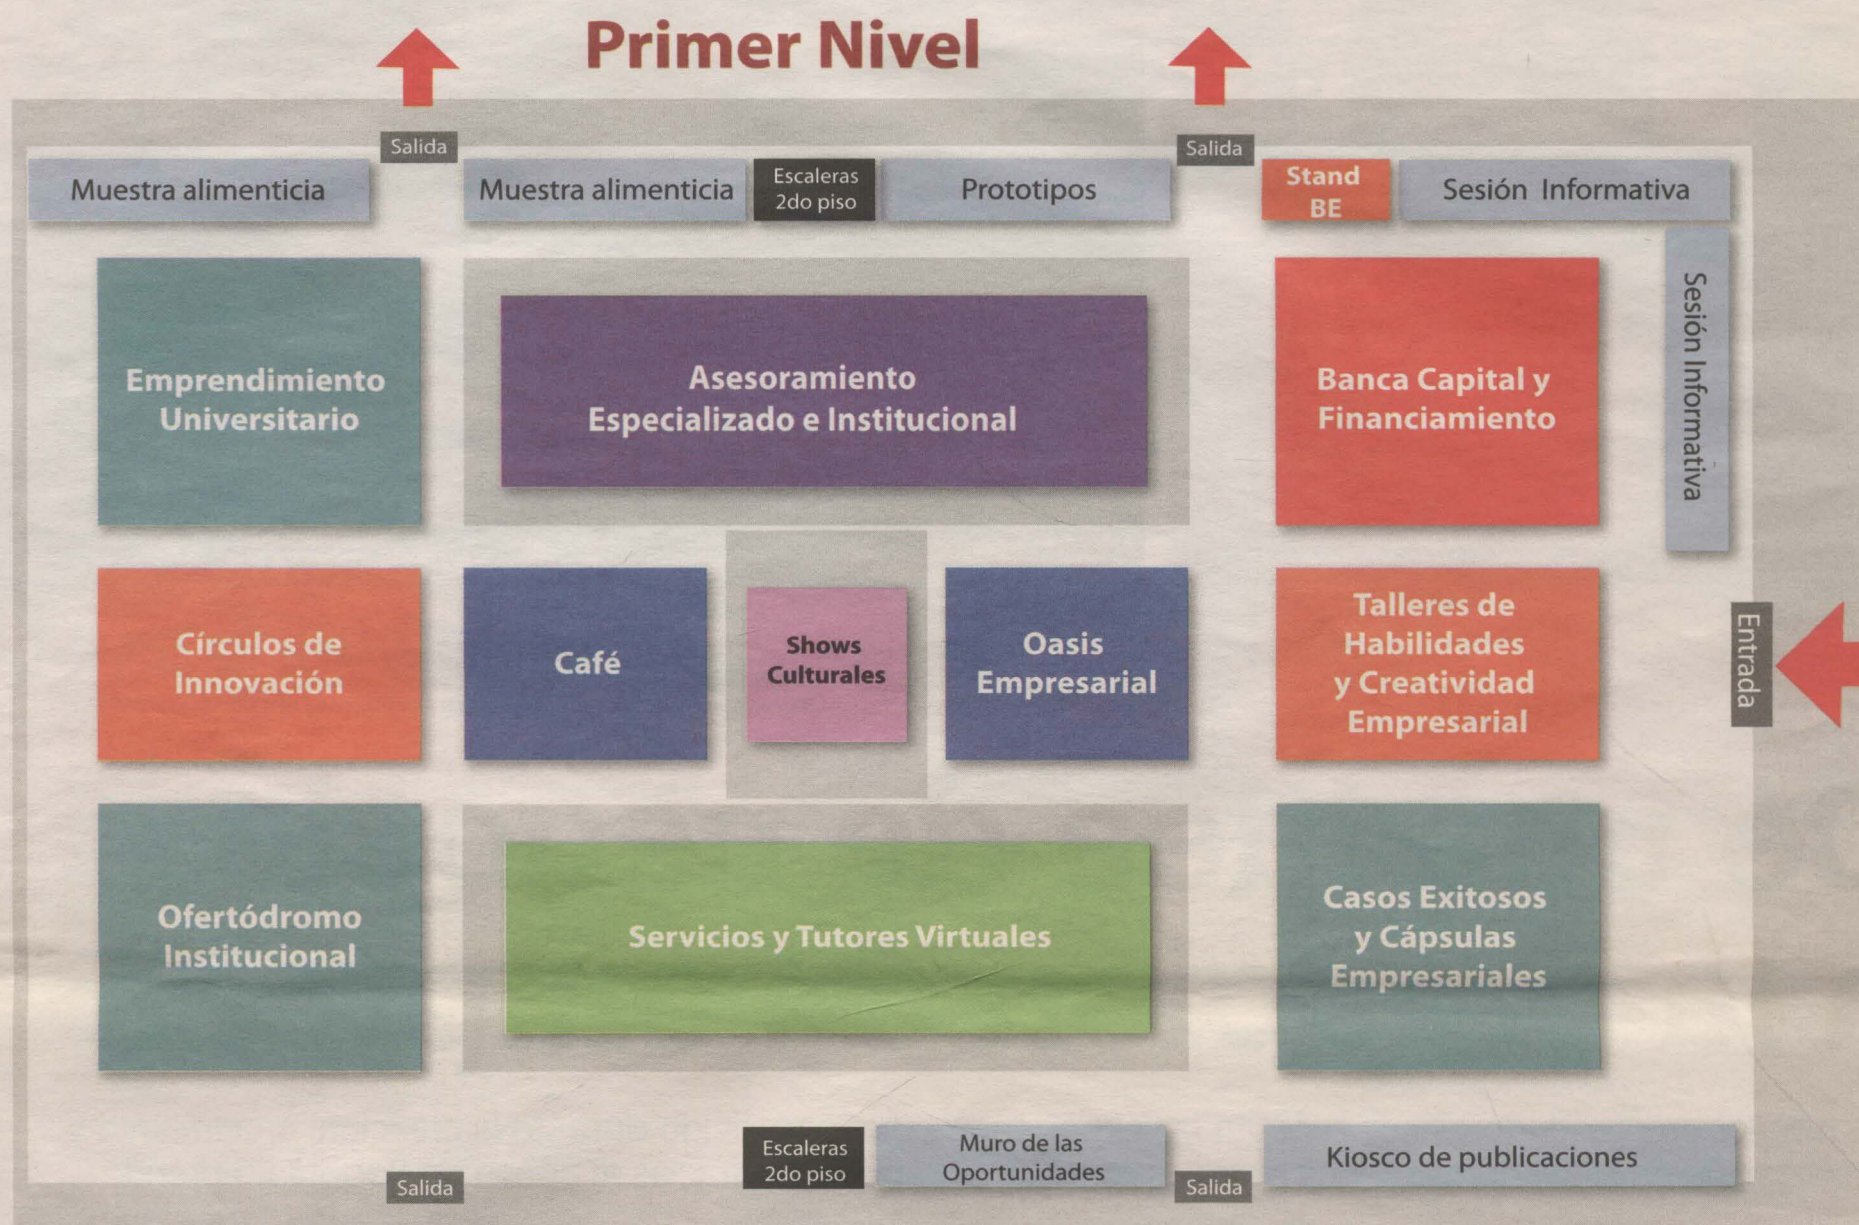 Primer Nivel
Salida
Salida
Muestra alimenticia
Muestra alimenticia
Escaleras
2do piso
Prototipos
Stand
BE
Sesión Informativa
Sesión Informativa
Emprendimiento
Universitario
Asesoramiento
Especializado e Institucional
Banca Capital y
Financiamiento
Círculos de
Innovación
Café
Shows
Culturales
Oasis
Empresarial
Talleres de
Habilidades
y Creatividad
Empresarial
Entrada
Ofertódromo
Institucional
Servicios y Tutores Virtuales
Casos Exitosos
y Cápsulas
Empresariales
Salida
Escaleras
2do piso
Muro de las
Oportunidades
Salida
Kiosco de publicaciones